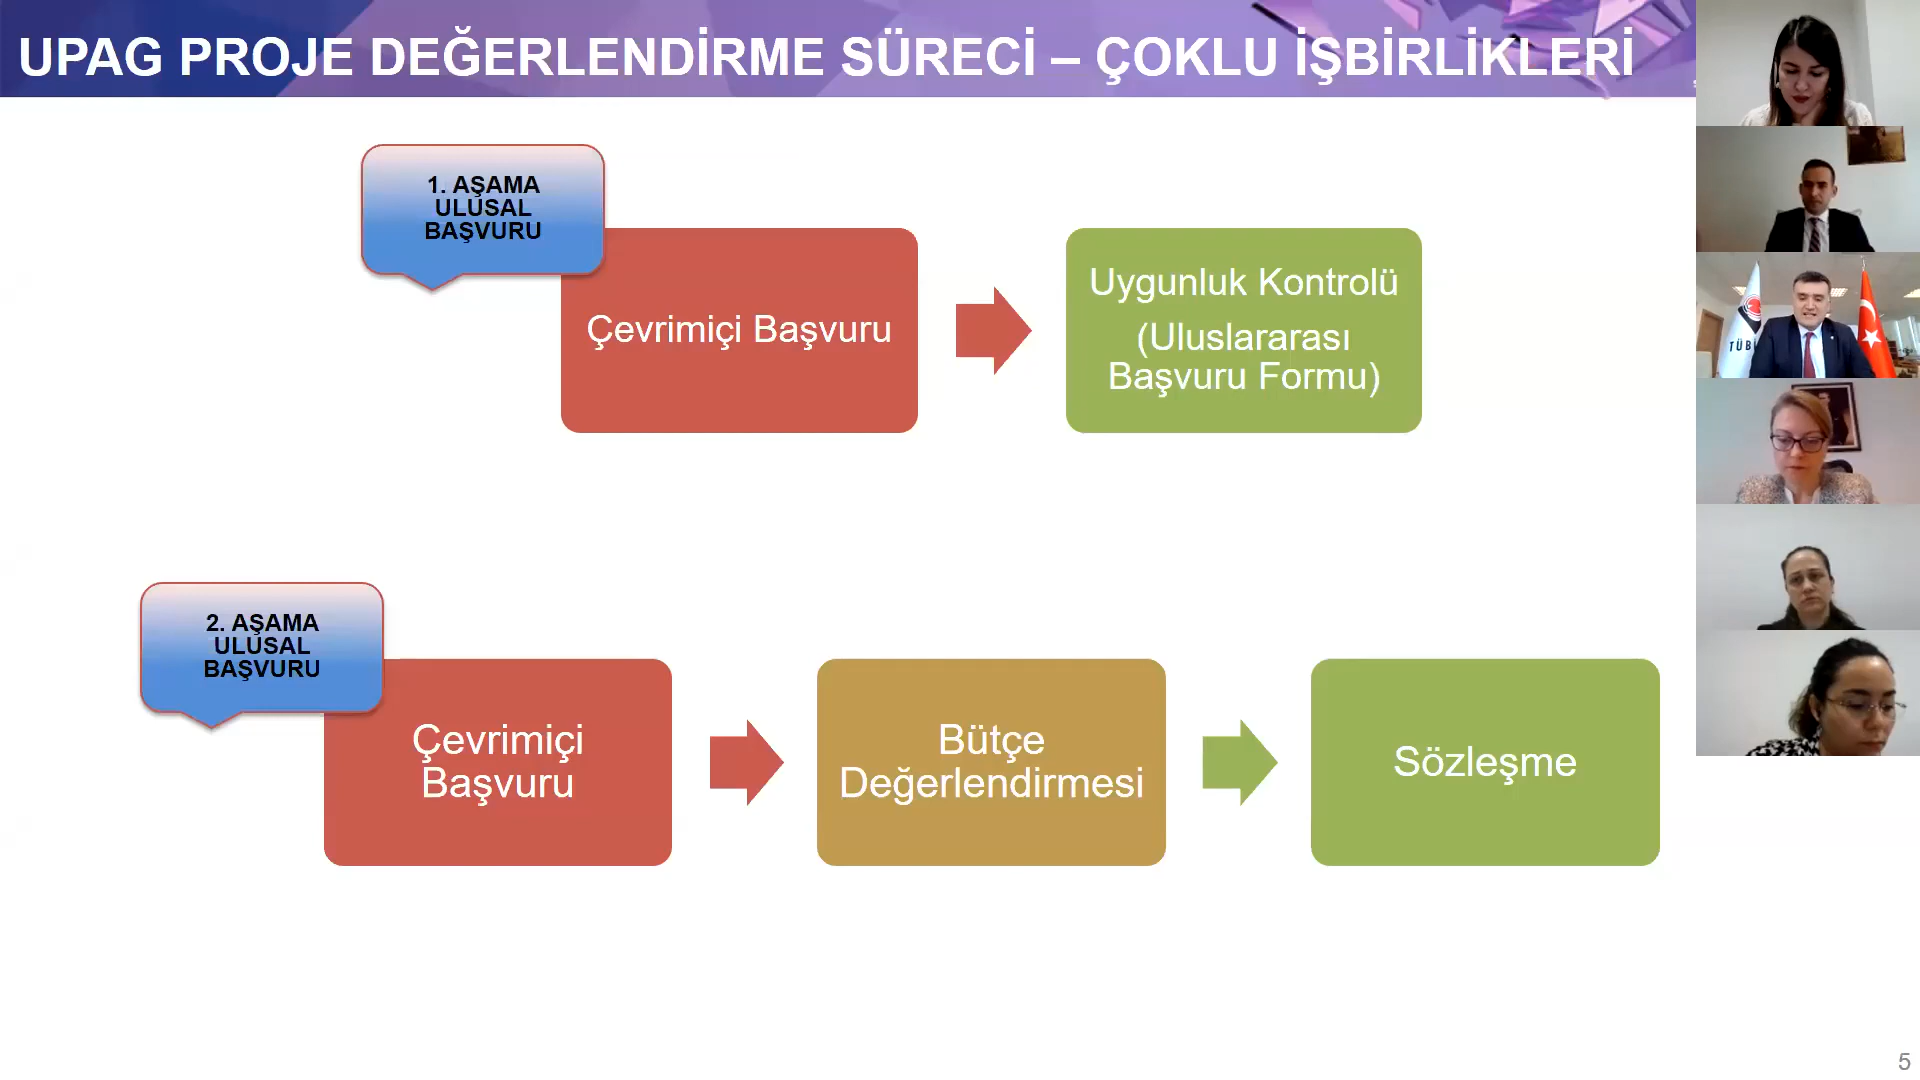 UPAG PROJE DEĞERLENDİRME SÜRECİ – ÇOKLU İŞBİRLİKLERİ
1. AŞAMA
ULUSAL
BAŞVURU
Çevrimiçi Başvuru
Uygunluk Kontrolü
(Uluslararası
Başvuru Formu)
2. AŞAMA
ULUSAL
BAŞVURU
Çevrimiçi
Başvuru
Bütçe
Değerlendirmesi
Sözleşme
TÜB
5